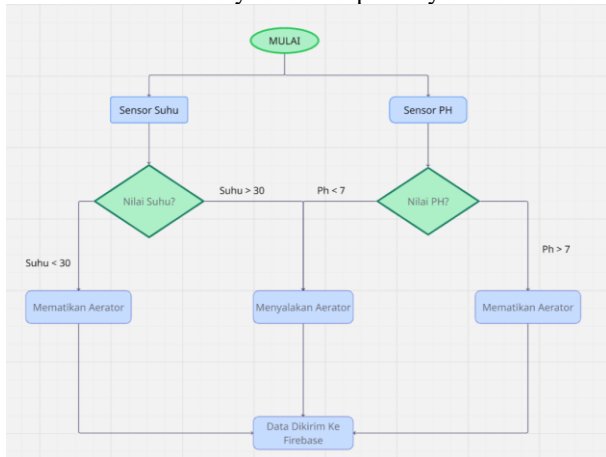 MULAI
Sensor Suhu
Sensor PH
Nilai Suhu?
Suhu > 30
Ph < 7
Nilai PH?
Suhu < 30
Ph > 7
Mematikan Aerator
Menyalakan Aerator
Mematikan Aerator
Data Dikirim Ke
Firebase